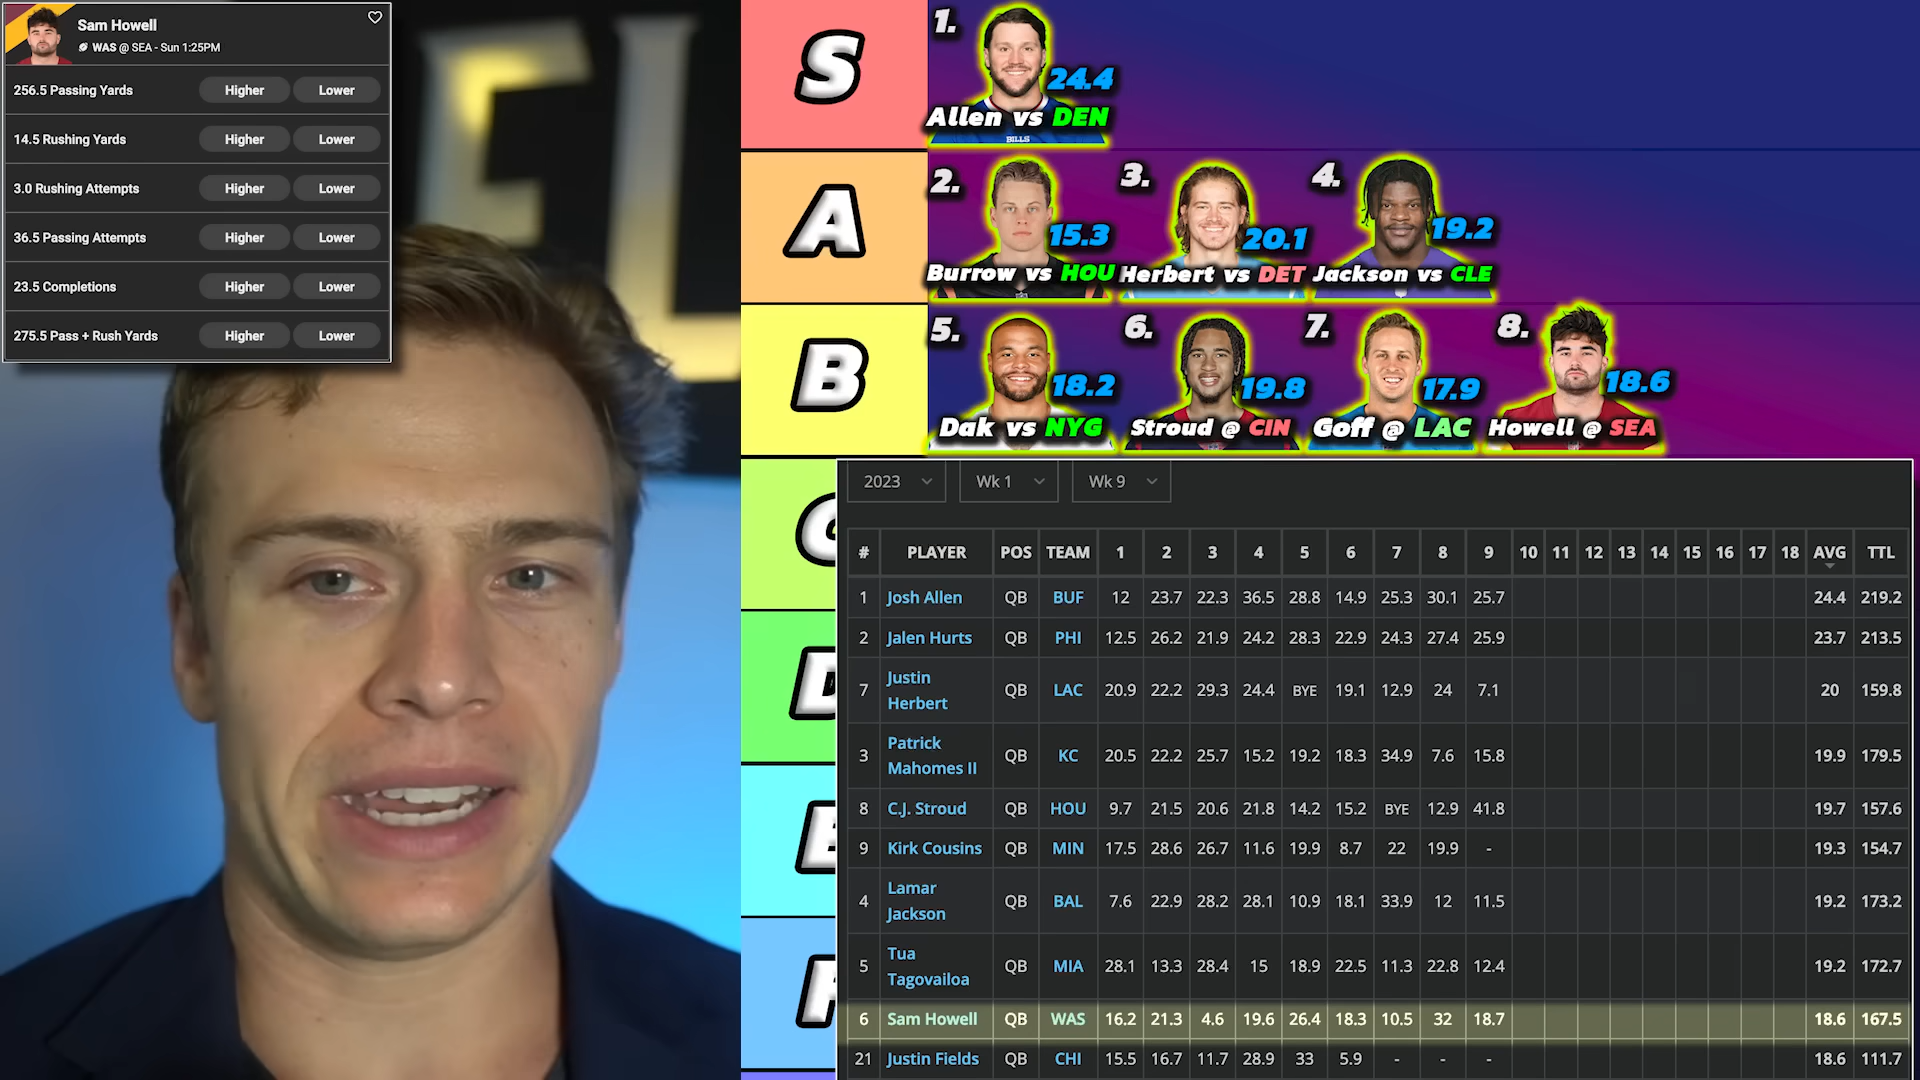 Sam Howell
WAS @ SEA - Sun 1:25PM
256.5 Passing Yards Higher Lower
14.5 Rushing Yards Higher Lower
3.0 Rushing Attempts Higher Lower
36.5 Passing Attempts Higher Lower
23.5 Completions Higher Lower
275.5 Pass + Rush Yards Higher Lower
S
1.
24.4
Allen vs DEN
BILLS
A
2. 3. 4.
15.3 20.1 19.2
Burrow vs HOU Herbert vs DET Jackson vs CLE
B
5. 6. 7. 8.
18.2 19.8 17.9 18.6
Dak vs NYG Stroud @ CIN Goff @ LAC Howell @ SEA
C
D
E
F
2023 Wk 1 Wk 9
# PLAYER POS TEAM 1 2 3 4 5 6 7 8 9 10 11 12 13 14 15 16 17 18 AVG TTL
1 Josh Allen QB BUF 12 23.7 22.3 36.5 28.8 14.9 25.3 30.1 25.7 24.4 219.2
2 Jalen Hurts QB PHI 12.5 26.2 21.9 24.2 28.3 22.9 24.3 27.4 25.9 23.7 213.5
7 Justin Herbert QB LAC 20.9 22.2 29.3 24.4 BYE 19.1 12.9 24 7.1 20 159.8
3 Patrick Mahomes II QB KC 20.5 22.2 25.7 15.2 19.2 18.3 34.9 7.6 15.8 19.9 179.5
8 C.J. Stroud QB HOU 9.7 21.5 20.6 21.8 14.2 15.2 BYE 12.9 41.8 19.7 157.6
9 Kirk Cousins QB MIN 17.5 28.6 26.7 11.6 19.9 8.7 22 19.9 - 19.3 154.7
4 Lamar Jackson QB BAL 7.6 22.9 28.2 28.1 10.9 18.1 33.9 12 11.5 19.2 173.2
5 Tua Tagovailoa QB MIA 28.1 13.3 28.4 15 18.9 22.5 11.3 22.8 12.4 19.2 172.7
6 Sam Howell QB WAS 16.2 21.3 4.6 19.6 26.4 18.3 10.5 32 18.7 18.6 167.5
21 Justin Fields QB CHI 15.5 16.7 11.7 28.9 33 5.9 - - - 18.6 111.7